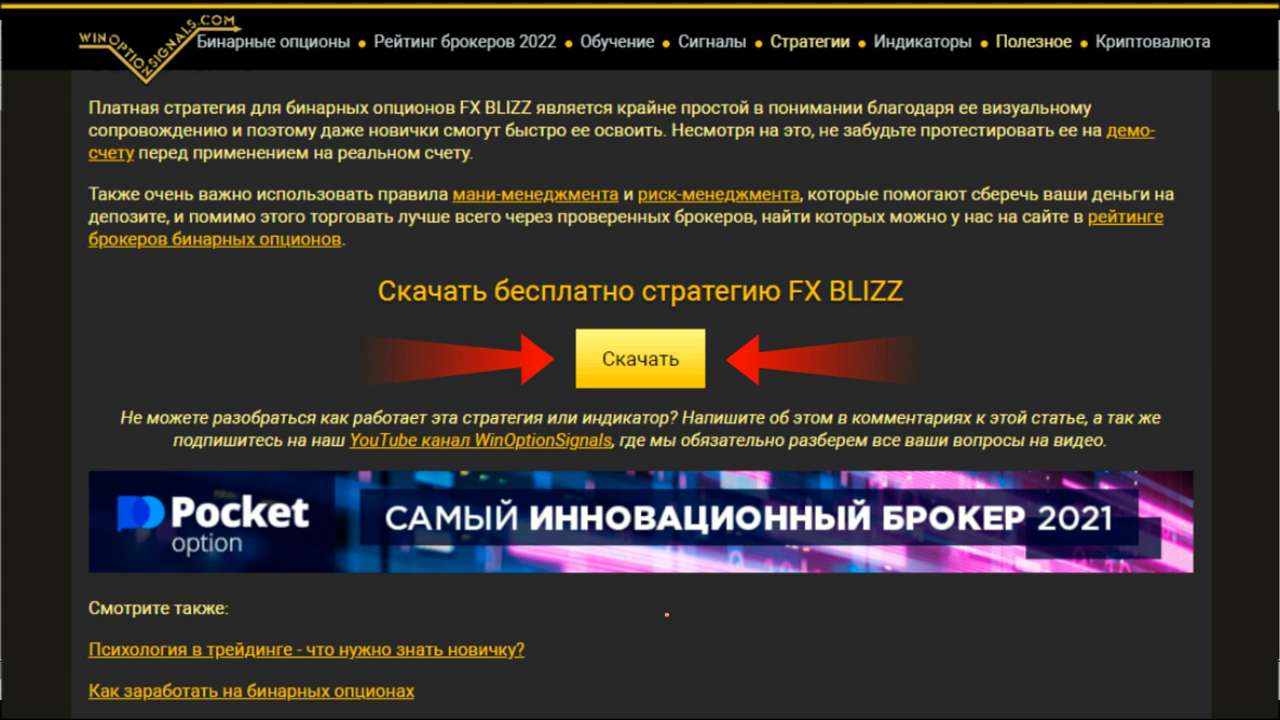 WINOPTIONSIGNALS.COM
Бинарные опционы • Рейтинг брокеров 2022 • Обучение • Сигналы • Стратегии • Индикаторы • Полезное • Криптовалюта
Платная стратегия для бинарных опционов FX BLIZZ является крайне простой в понимании благодаря ее визуальному
сопровождению и поэтому даже новички смогут быстро ее освоить. Несмотря на это, не забудьте протестировать ее на демо-
счету перед применением на реальном счету.
Также очень важно использовать правила мани-менеджмента и риск-менеджмента, которые помогают сберечь ваши деньги на
депозите, и помимо этого торговать лучше всего через проверенных брокеров, найти которых можно у нас на сайте в рейтинге
брокеров бинарных опционов.
Скачать бесплатно стратегию FX BLIZZ
Скачать
Не можете разобраться как работает эта стратегия или индикатор? Напишите об этом в комментариях к этой статье, а так же
подпишитесь на наш YouTube канал WinOptionSignals, где мы обязательно разберем все ваши вопросы на видео.
Pocket option
САМЫЙ ИННОВАЦИОННЫЙ БРОКЕР 2021
Смотрите также:
Психология в трейдинге - что нужно знать новичку?
Как заработать на бинарных опционах